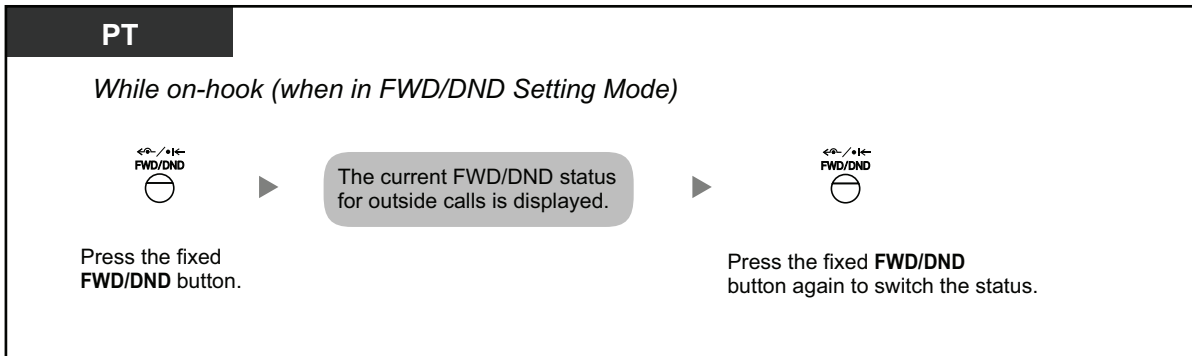 PT
While on-hook (when in FWD/DND Setting Mode)
FWD/DND
Press the fixed
FWD/DND button.
The current FWD/DND status
for outside calls is displayed.
FWD/DND
Press the fixed FWD/DND
button again to switch the status.